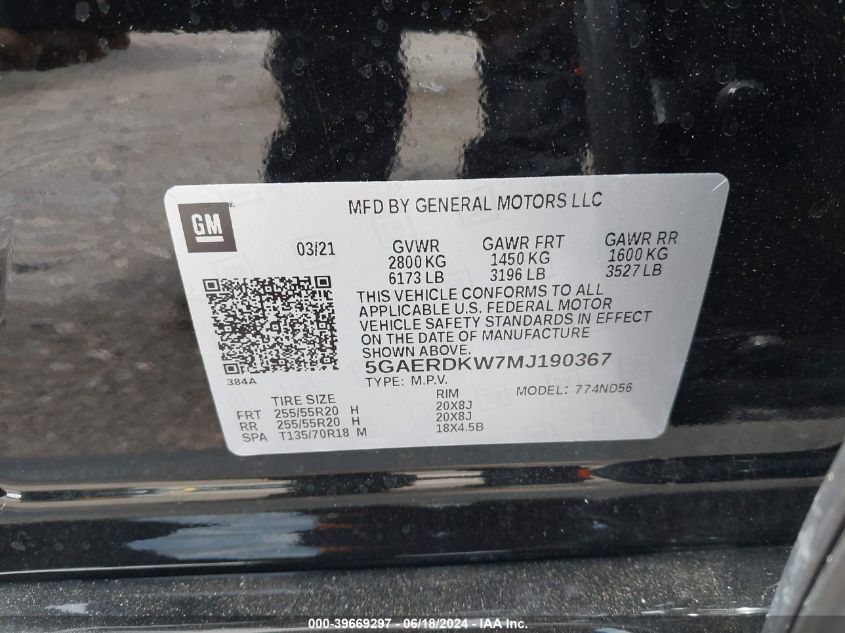 GM
MFD BY GENERAL MOTORS LLC
03/21 GVWR GAWR FRT GAWR RR
2800 KG 1450 KG 1600 KG
6173 LB 3196 LB 3527 LB
THIS VEHICLE CONFORMS TO ALL
APPLICABLE U.S. FEDERAL MOTOR
VEHICLE SAFETY STANDARDS IN EFFECT
ON THE DATE OF MANUFACTURE
SHOWN ABOVE.
5GAERDKW7MJ190367
384A TYPE: M.P.V. MODEL: 774ND56
TIRE SIZE RIM
FRT 255/55R20 H 20X8J
RR 255/55R20 H 20X8J
SPA T135/70R18 M 18X4.5B
000-39669297 - 06/18/2024 - IAAI.COM